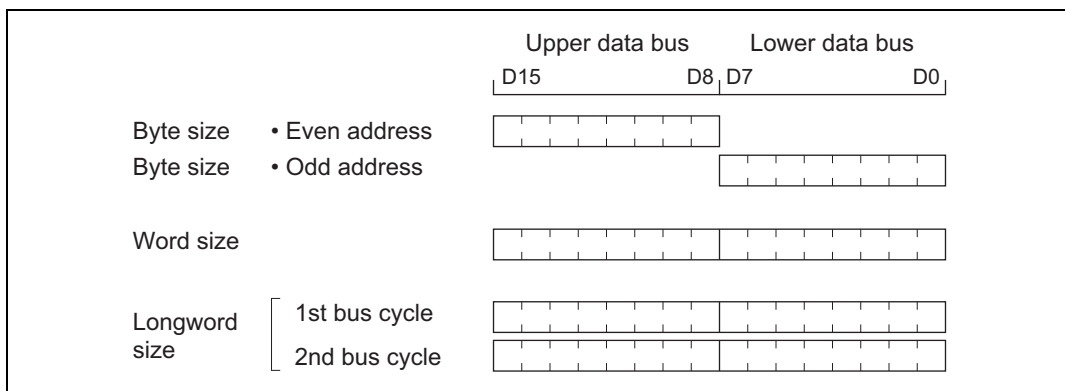 Upper data bus Lower data bus
D15 D8 D7 D0
Byte size • Even address
Byte size • Odd address
Word size
Longword size
1st bus cycle
2nd bus cycle